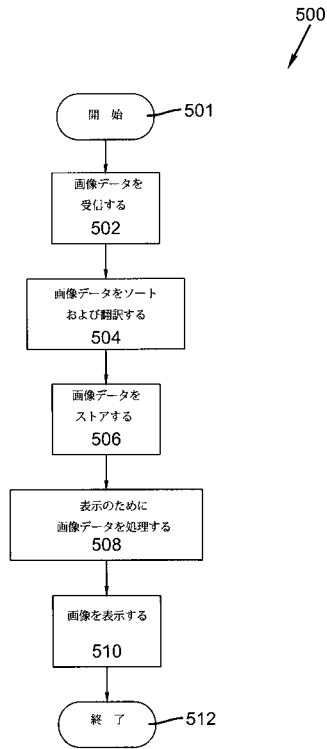 500
開 始
501
画像データを
受信する
502
画像データをソート
および翻訳する
504
画像データを
ストアする
506
表示のために
画像データを処理する
508
画像を表示する
510
終 了
512